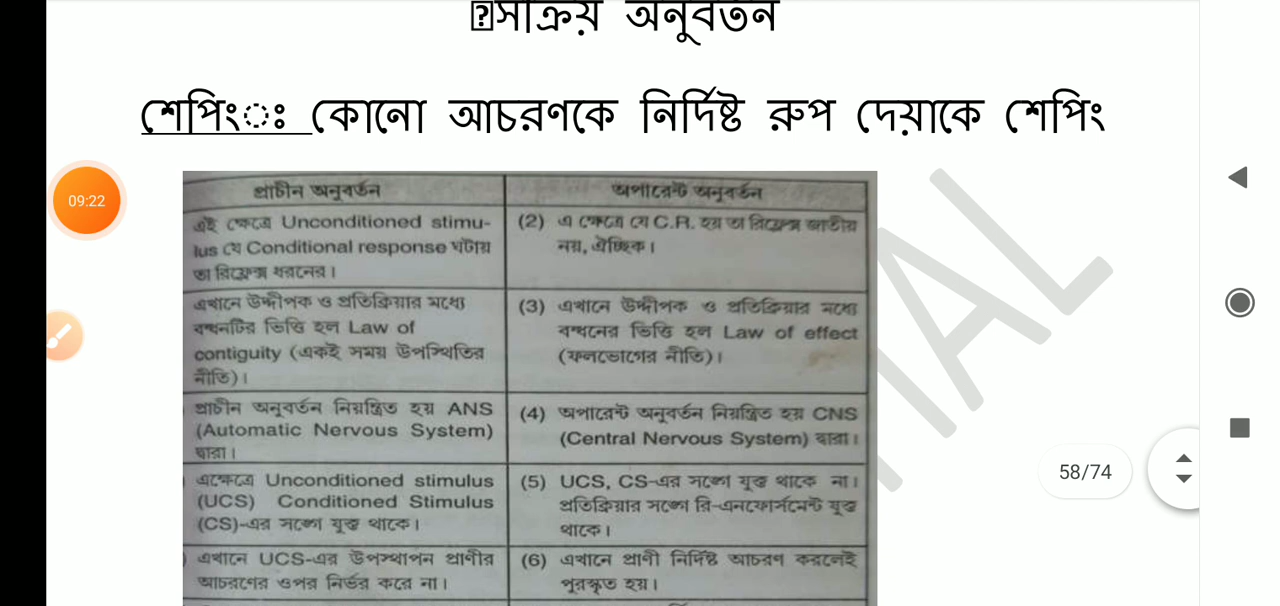 সক্রিয় অনুবর্তন
শেপিংঃ কোনো আচরণকে নির্দিষ্ট রুপ দেয়াকে শেপিং
09:22
প্রাচীন অনুবর্তন
এই ক্ষেত্রে Unconditioned stimu-
lus যে Conditional response ঘটায়
তা রিফ্লেক্স ধরনের।
এখানে উদ্দীপক ও প্রতিক্রিয়ার মধ্যে
বন্ধনটির ভিত্তি হল Law of
contiguity (একই সময় উপস্থিতির
নীতি)।
প্রাচীন অনুবর্তন নিয়ন্ত্রিত হয় ANS
(Automatic Nervous System)
দ্বারা।
এক্ষেত্রে Unconditioned stimulus
(UCS) Conditioned Stimulus
(CS)-এর সঙ্গে যুক্ত থাকে।
এখানে UCS-এর উপস্থাপন প্রাণীর
আচরণের ওপর নির্ভর করে না।
অপারেন্ট অনুবর্তন
(2) এ ক্ষেত্রে যে C.R. হয় তা রিফ্লেক্স জাতীয়
নয়, ঐচ্ছিক।
(3) এখানে উদ্দীপক ও প্রতিক্রিয়ার মধ্যে
বন্ধনের ভিত্তি হল Law of effect
(ফলভোগের নীতি)।
(4) অপারেন্ট অনুবর্তন নিয়ন্ত্রিত হয় CNS
(Central Nervous System) দ্বারা।
(5) UCS, CS-এর সঙ্গে যুক্ত থাকে না।
প্রতিক্রিয়ার সঙ্গে রি-এনফোর্সমেন্ট যুক্ত
থাকে।
(6) এখানে প্রাণী নির্দিষ্ট আচরণ করলেই
পুরস্কৃত হয়।
58/74